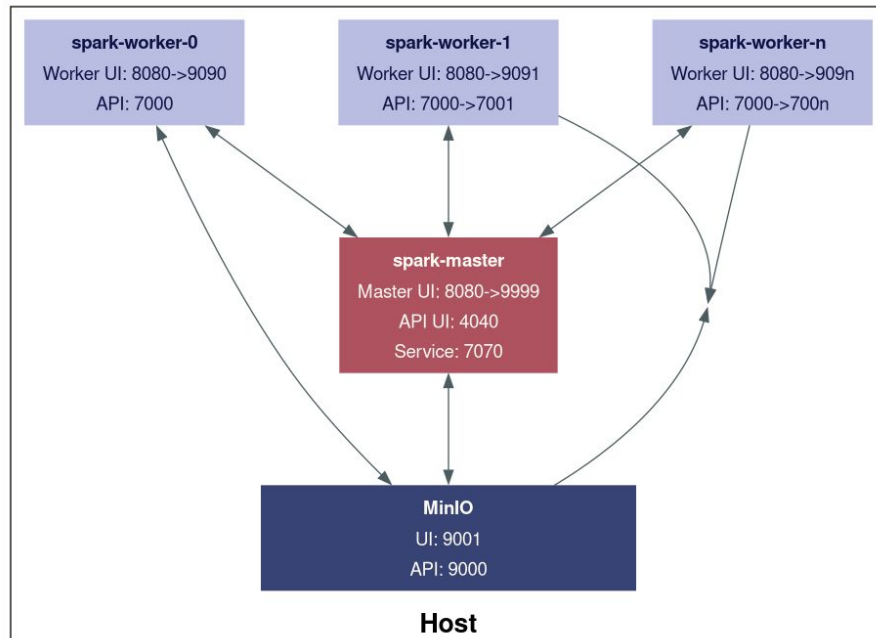 spark-worker-0
Worker UI: 8080->9090
API: 7000
spark-worker-1
Worker UI: 8080->9091
API: 7000->7001
spark-worker-n
Worker UI: 8080->909n
API: 7000->700n
spark-master
Master UI: 8080->9999
API UI: 4040
Service: 7070
MinIO
UI: 9001
API: 9000
Host